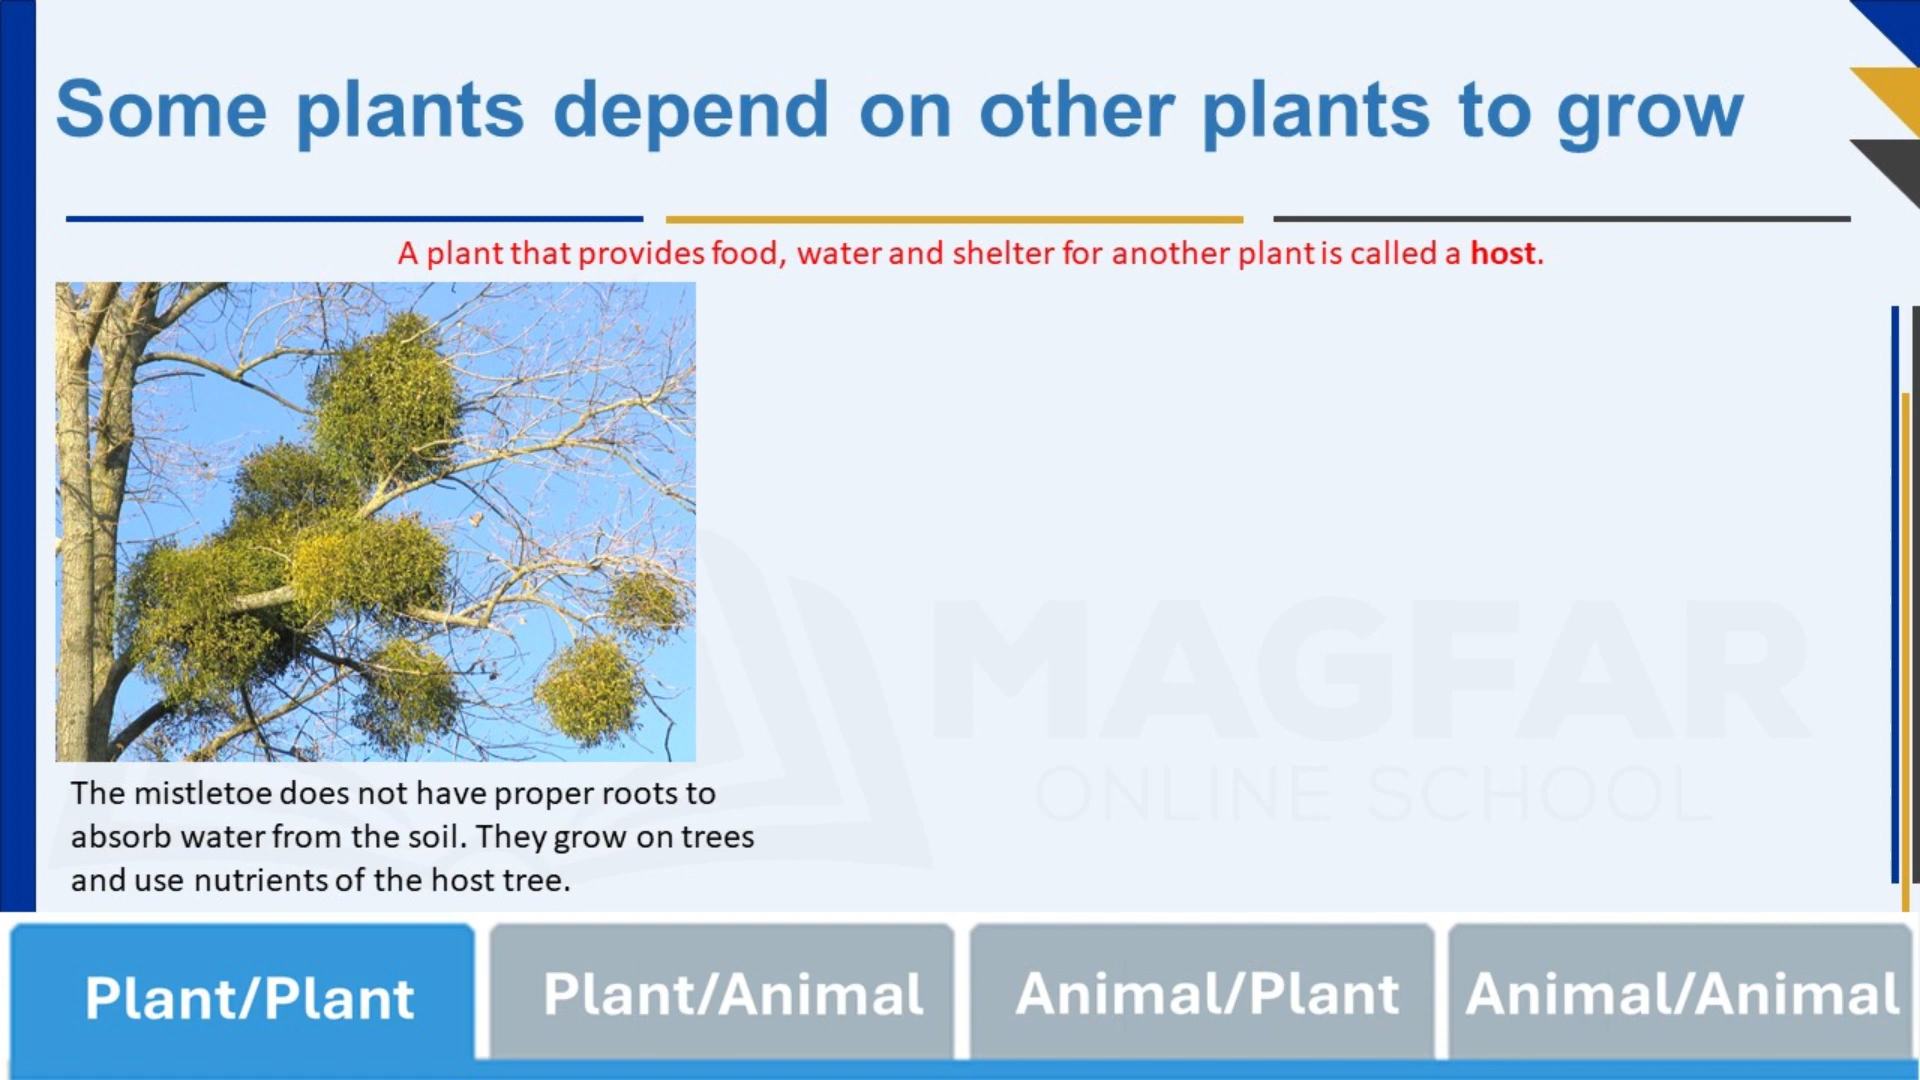 Some plants depend on other plants to grow
A plant that provides food, water and shelter for another plant is called a host.
MAGFAR
ONLINE SCHOOL
The mistletoe does not have proper roots to
absorb water from the soil. They grow on trees
and use nutrients of the host tree.
Plant/Plant
Plant/Animal
Animal/Plant
Animal/Animal